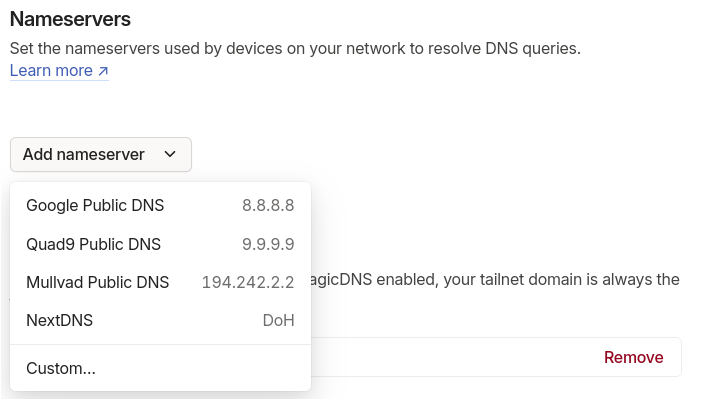 Nameservers
Set the nameservers used by devices on your network to resolve DNS queries.
Learn more ↗
Add nameserver
Google Public DNS 8.8.8.8
Quad9 Public DNS 9.9.9.9
agicDNS enabled, your tailnet domain is always the
Mullvad Public DNS 194.242.2.2
NextDNS DoH
Remove
Custom...